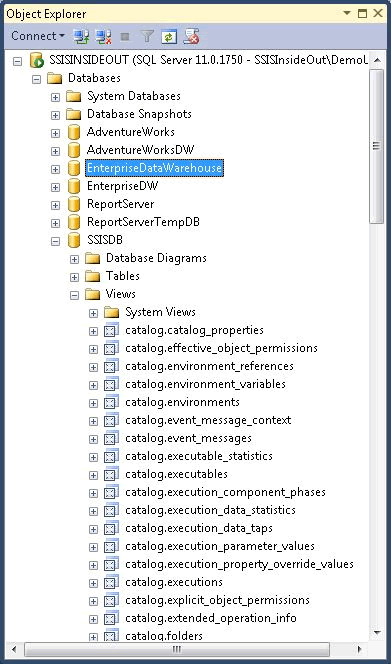 Object Explorer
Connect
SSISINSIDEOUT (SQL Server 11.0.1750 - SSISInsideOut\DemoU
Databases
System Databases
Database Snapshots
AdventureWorks
AdventureWorksDW
EnterpriseDataWarehouse
EnterpriseDW
ReportServer
ReportServerTempDB
SSISDB
Database Diagrams
Tables
Views
System Views
catalog.catalog_properties
catalog.effective_object_permissions
catalog.environment_references
catalog.environment_variables
catalog.environments
catalog.event_message_context
catalog.event_messages
catalog.executable_statistics
catalog.executables
catalog.execution_component_phases
catalog.execution_data_statistics
catalog.execution_data_taps
catalog.execution_parameter_values
catalog.execution_property_override_values
catalog.executions
catalog.explicit_object_permissions
catalog.extended_operation_info
catalog.folders